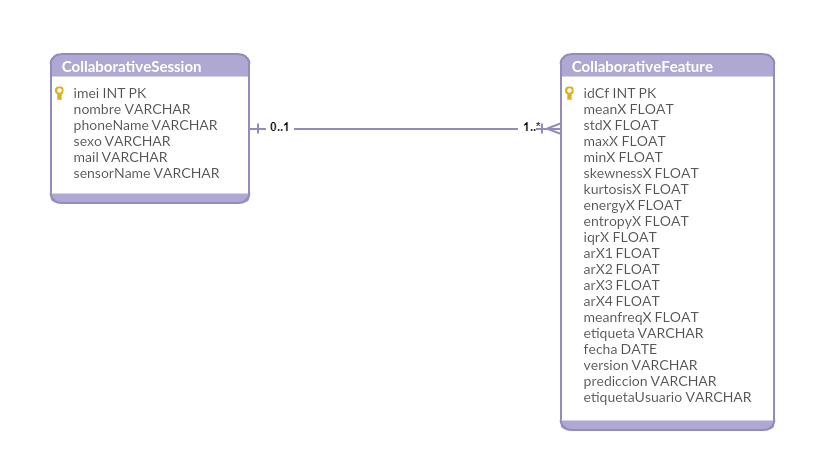 CollaborativeSession
imei INT PK
nombre VARCHAR
phoneName VARCHAR
sexo VARCHAR
mail VARCHAR
sensorName VARCHAR
0..1
1..*
CollaborativeFeature
idCf INT PK
meanX FLOAT
stdX FLOAT
maxX FLOAT
minX FLOAT
skewnessX FLOAT
kurtosisX FLOAT
energyX FLOAT
entropyX FLOAT
iqrX FLOAT
arX1 FLOAT
arX2 FLOAT
arX3 FLOAT
arX4 FLOAT
meanfreqX FLOAT
etiqueta VARCHAR
fecha DATE
version VARCHAR
prediccion VARCHAR
etiquetaUsuario VARCHAR